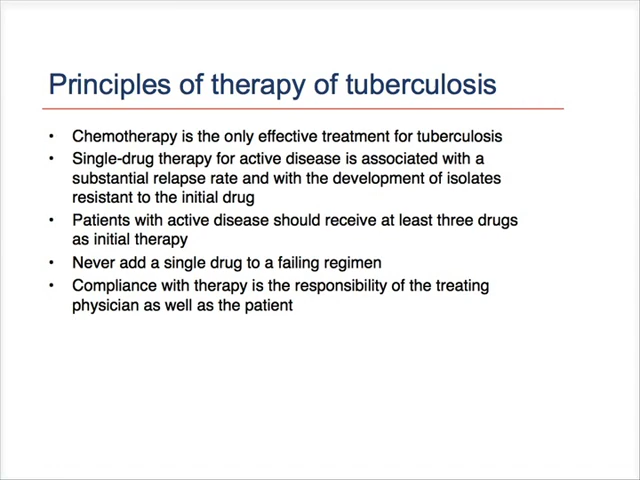 Principles of therapy of tuberculosis
• Chemotherapy is the only effective treatment for tuberculosis
• Single-drug therapy for active disease is associated with a
substantial relapse rate and with the development of isolates
resistant to the initial drug
• Patients with active disease should receive at least three drugs
as initial therapy
• Never add a single drug to a failing regimen
• Compliance with therapy is the responsibility of the treating
physician as well as the patient